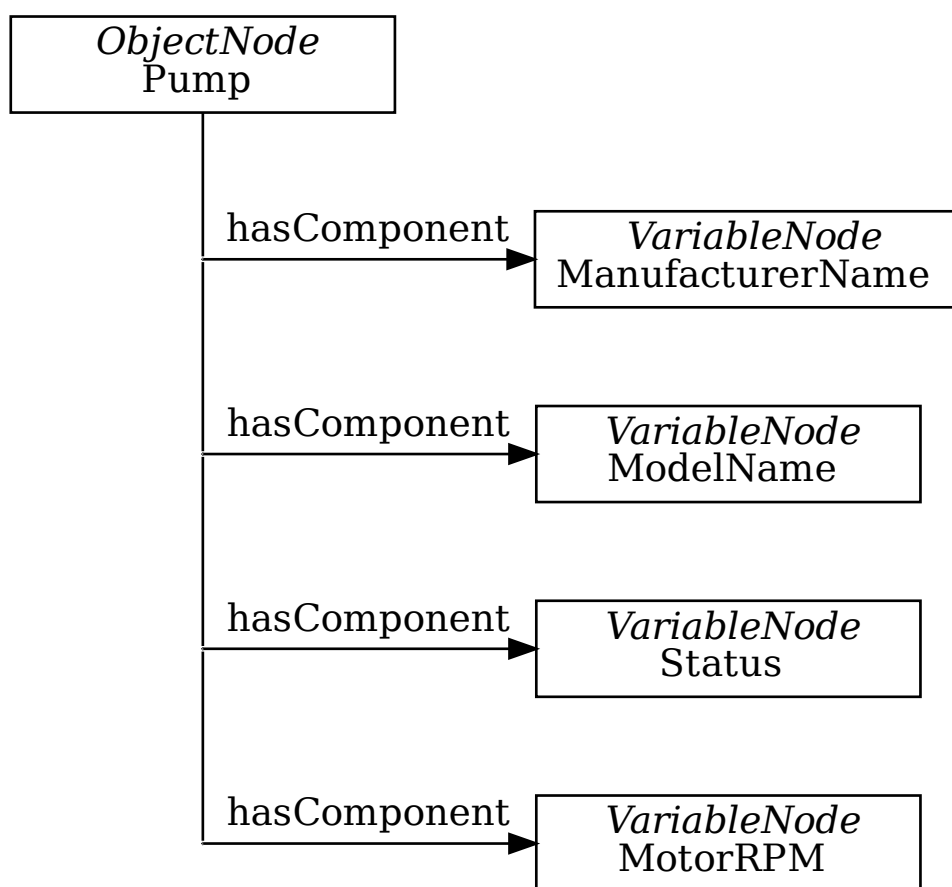 ObjectNode
Pump
hasComponent
VariableNode
ManufacturerName
hasComponent
VariableNode
ModelName
hasComponent
VariableNode
Status
hasComponent
VariableNode
MotorRPM